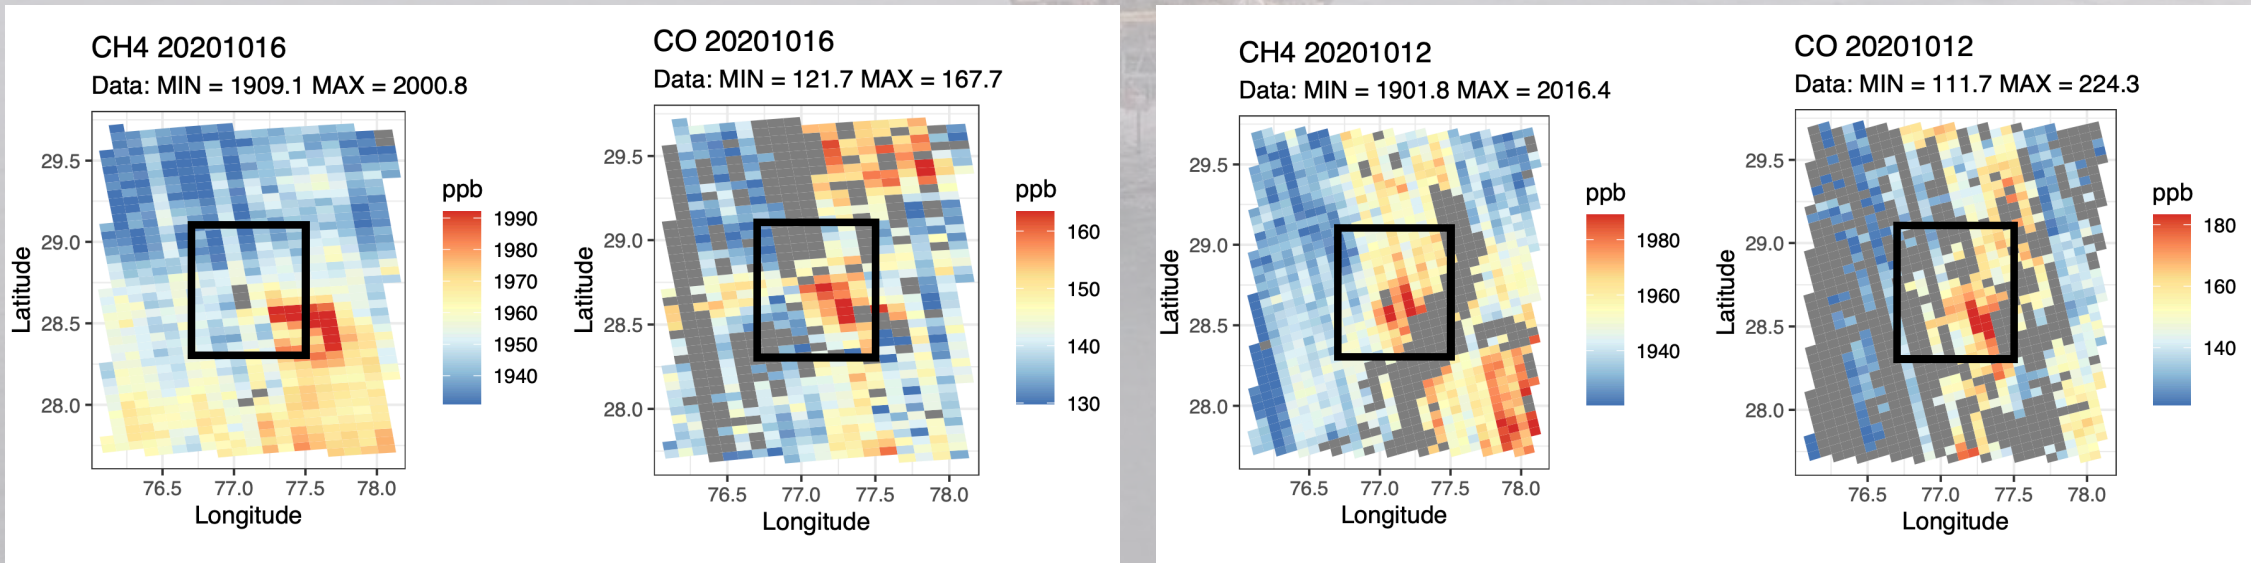 CH4 20201016
Data: MIN = 1909.1 MAX = 2000.8
29.5
29.0
28.5
28.0
Latitude
76.5 77.0 77.5 78.0
Longitude
ppb
1990
1980
1970
1960
1950
1940
CO 20201016
Data: MIN = 121.7 MAX = 167.7
29.5
29.0
28.5
28.0
Latitude
76.5 77.0 77.5 78.0
Longitude
ppb
160
150
140
130
CH4 20201012
Data: MIN = 1901.8 MAX = 2016.4
29.5
29.0
28.5
28.0
Latitude
76.5 77.0 77.5 78.0
Longitude
ppb
1980
1960
1940
CO 20201012
Data: MIN = 111.7 MAX = 224.3
29.5
29.0
28.5
28.0
Latitude
76.5 77.0 77.5 78.0
Longitude
ppb
180
160
140